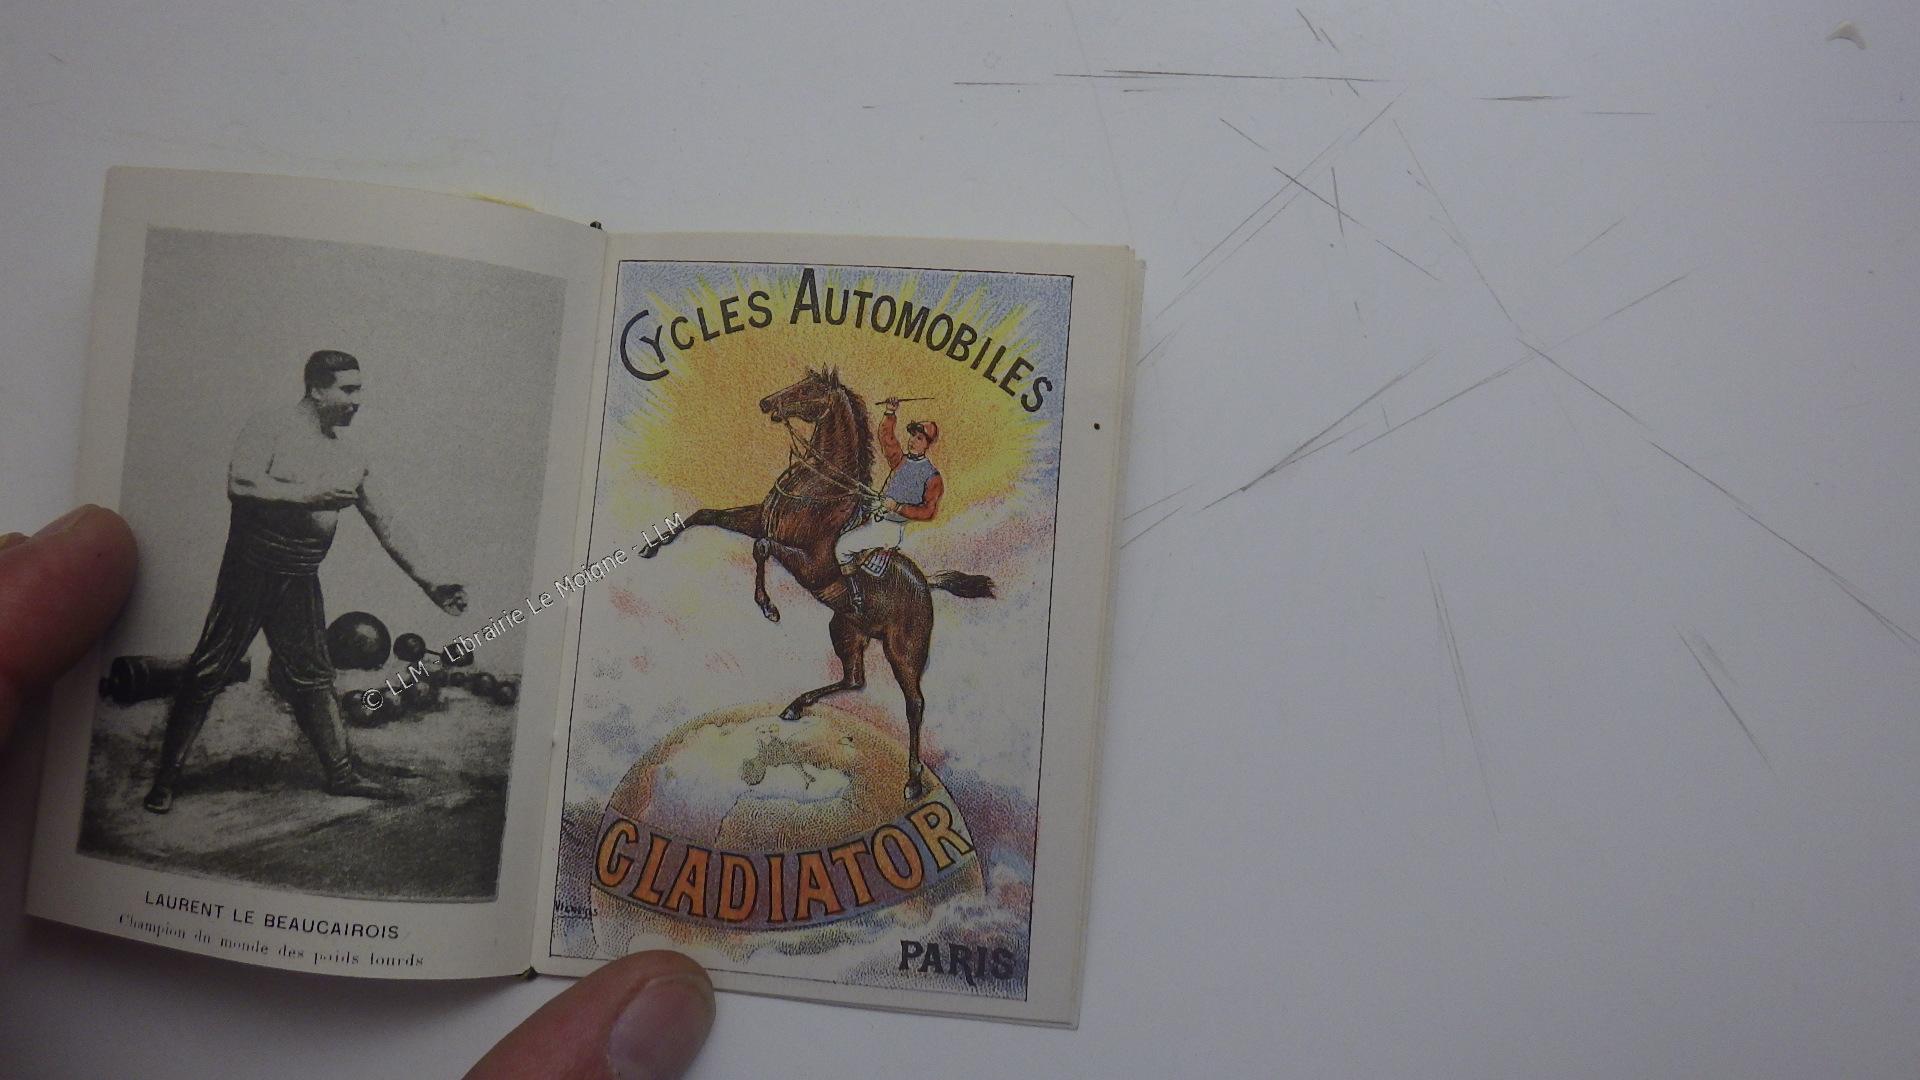 LAURENT LE BEAUCAIROIS
Champion du monde des poids lourds
CYCLES AUTOMOBILES
GLADIATOR
PARIS
© LLM - Librairie Le Moigne - LLM